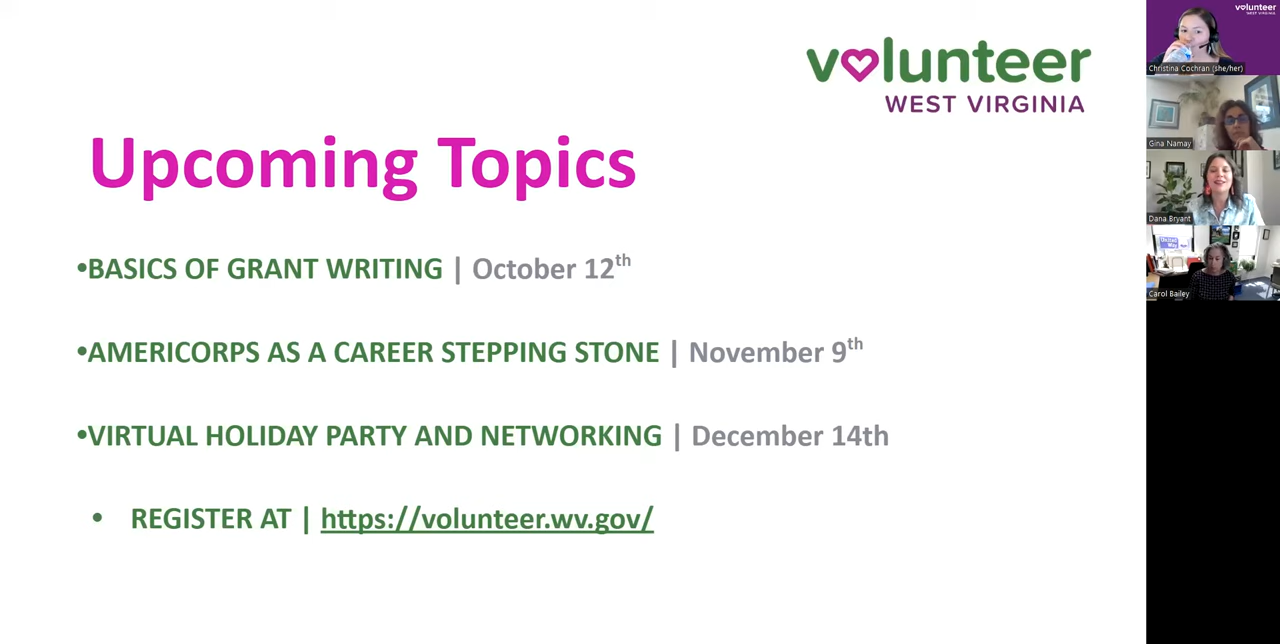 volunteer
WEST VIRGINIA
Upcoming Topics
•BASICS OF GRANT WRITING | October 12th
•AMERICORPS AS A CAREER STEPPING STONE | November 9th
•VIRTUAL HOLIDAY PARTY AND NETWORKING | December 14th
• REGISTER AT | https://volunteer.wv.gov/
volunteer
WEST VIRGINIA
Christina Cochran (she/her)
Gina Namay
Dana Bryant
Carol Bailey